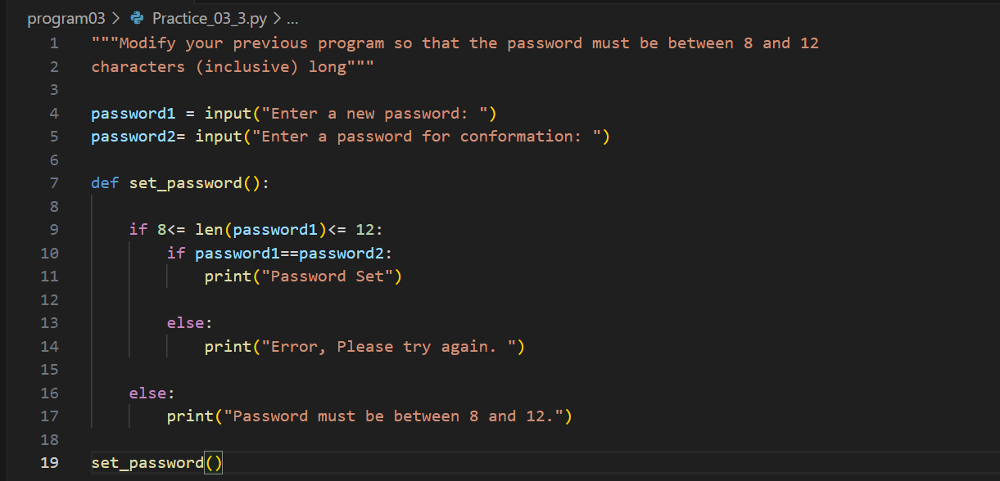 program03 > Practice_03_3.py > ...
1 """Modify your previous program so that the password must be between 8 and 12
2 characters (inclusive) long"""
3
4 password1 = input("Enter a new password: ")
5 password2= input("Enter a password for conformation: ")
6
7 def set_password():
8
9     if 8<= len(password1)<= 12:
10         if password1==password2:
11             print("Password Set")
12
13         else:
14             print("Error, Please try again. ")
15
16     else:
17         print("Password must be between 8 and 12.")
18
19 set_password()